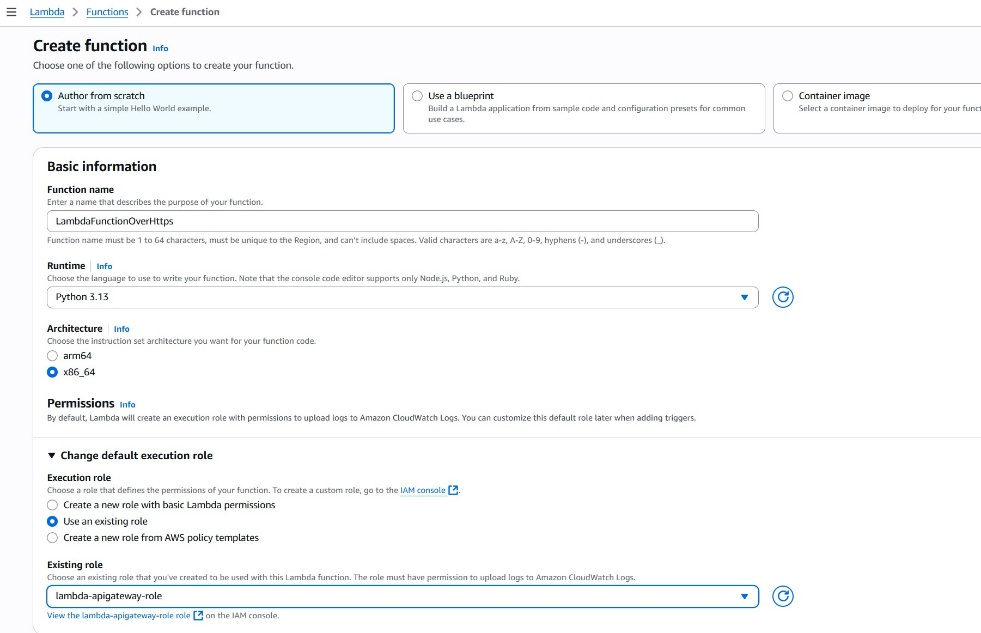 Lambda > Functions > Create function
Create function Info
Choose one of the following options to create your function.
Author from scratch
Start with a simple Hello World example.
Use a blueprint
Build a Lambda application from sample code and configuration presets for common
use cases.
Container image
Select a container image to deploy for your
Basic information
Function name
Enter a name that describes the purpose of your function.
LambdaFunctionOverHttps
Function name must be 1 to 64 characters, must be unique to the Region, and can't include spaces. Valid characters are a-z, A-Z, 0-9, hyphens (-), and underscores (_).
Runtime Info
Choose the language to use to write your function. Note that the console code editor supports only Node.js, Python, and Ruby.
Python 3.13
Architecture Info
Choose the instruction set architecture you want for your function code.
arm64
x86_64
Permissions Info
By default, Lambda will create an execution role with permissions to upload logs to Amazon CloudWatch Logs. You can customize this default role later when adding triggers.
Change default execution role
Execution role
Choose a role that defines the permissions of your function. To create a custom role, go to the IAM console.
Create a new role with basic Lambda permissions
Use an existing role
Create a new role from AWS policy templates
Existing role
Choose an existing role that you've created to be used with this Lambda function. The role must have permission to upload logs to Amazon CloudWatch Logs.
lambda-apigateway-role
View the lambda-apigateway-role role on the IAM console.